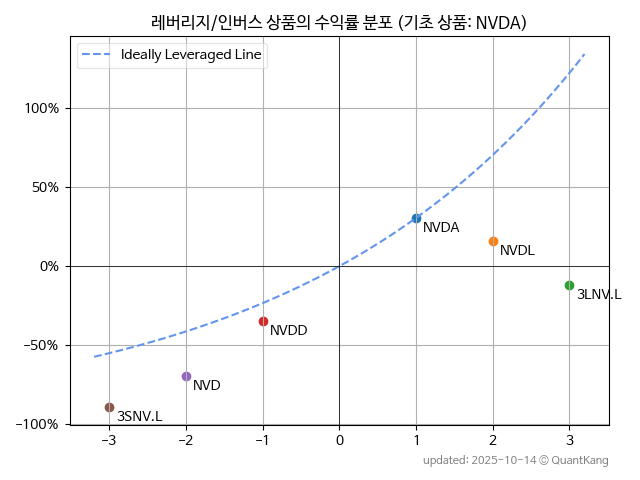 레버리지/인버스 상품의 수익률 분포 (기초 상품: NVDA)
Ideally Leveraged Line
100%
50%
0%
−50%
−100%
NVDA
NVDL
3LNV.L
NVDD
NVD
3SNV.L
−3 −2 −1 0 1 2 3
updated: 2025-10-14 © QuantKang